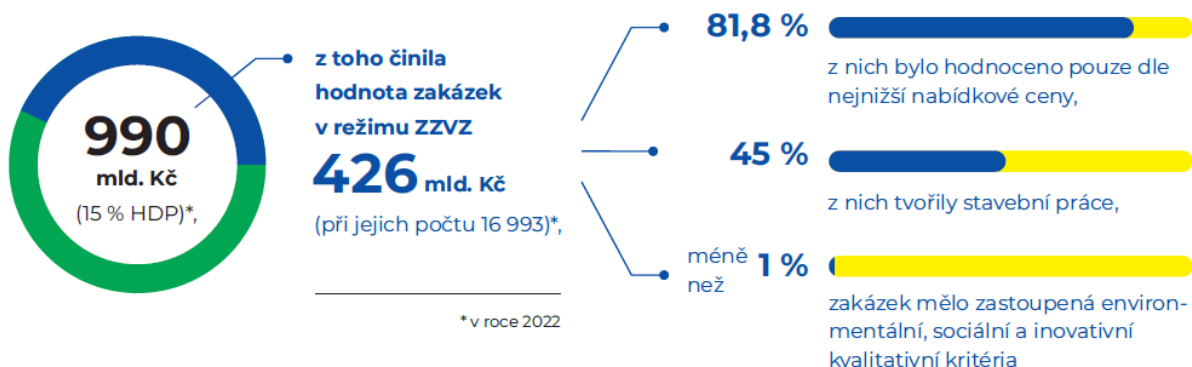 990
mld. Kč
(15 % HDP)*,
z toho činila
hodnota zakázek
v režimu ZZVZ
426 mld. Kč
(při jejich počtu 16 993)*,
* v roce 2022
81,8 %
z nich bylo hodnoceno pouze dle
nejnižší nabídkové ceny,
45 %
z nich tvořily stavební práce,
méně
než 1 %
zakázek mělo zastoupená environ-
mentální, sociální a inovativní
kvalitativní kritéria